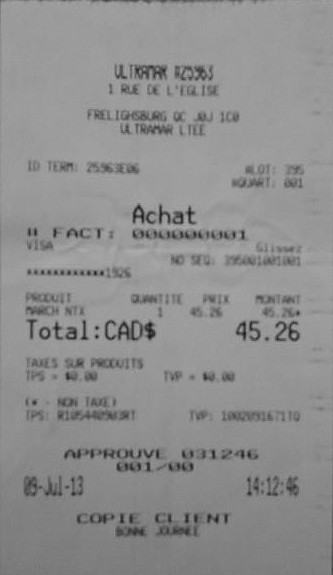 ULTRAMAR #25963
1 RUE DE L'EGLISE
FRELIGHSBURG QC J0J 1C0
ULTRAMAR LTEE
ID TERM: 25963E06
#LOT: 395
#QUART: 001
Achat
# FACT: 000000001
VISA
Glissez
NO SEQ: 395001001001
************1926
PRODUIT QUANTITE PRIX MONTANT
MARCH NTX 1 45.26 45.26*
Total:CAD$ 45.26
TAXES SUR PRODUITS
TPS = $0.00 TVP = $0.00
(* - NON TAXE)
TPS: R105440903RT TVP: 1002091671TQ
APPROUVE 031246
001/00
09-Jul-13 14:12:46
COPIE CLIENT
BONNE JOURNEE